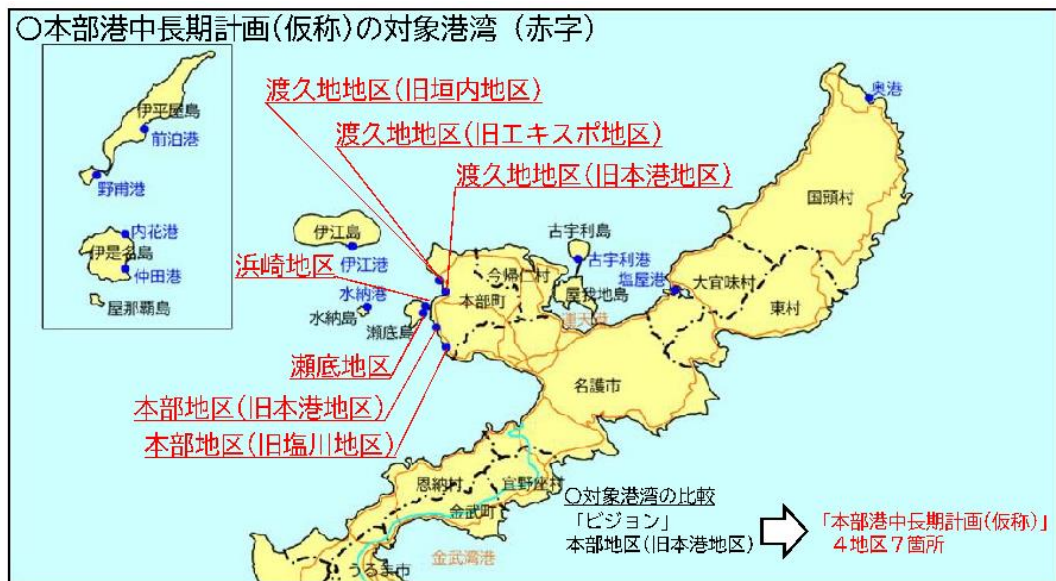 ○本部港中長期計画(仮称)の対象港湾（赤字）
渡久地地区(旧垣内地区)
渡久地地区(旧エキスポ地区)
渡久地地区(旧本港地区)
浜崎地区
瀬底地区
本部地区(旧本港地区)
本部地区(旧塩川地区)
伊平屋島
前泊港
野甫港
内花港
伊是名島
仲田港
屋那覇島
伊江島
伊江港
水納港
水納島
瀬底島
本部町
今帰仁村
古宇利島
古宇利港
屋我地島
運天港
塩屋港
奥港
国頭村
大宜味村
東村
名護市
恩納村
宜野座村
金武町
金武湾港
うるま市
○対象港湾の比較
「ビジョン」
本部地区(旧本港地区)
「本部港中長期計画(仮称)」
４地区７箇所